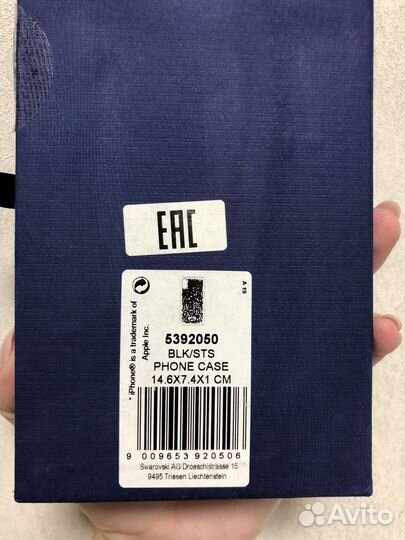 EAC
* iPhone® is a trademark of
Apple Inc.
A 19
5392050
BLK/STS
PHONE CASE
14.6X7.4X1 CM
9 009653 920506
Swarovski AG Droeschistrasse 15
9495 Triesen Liechtenstein
Avito